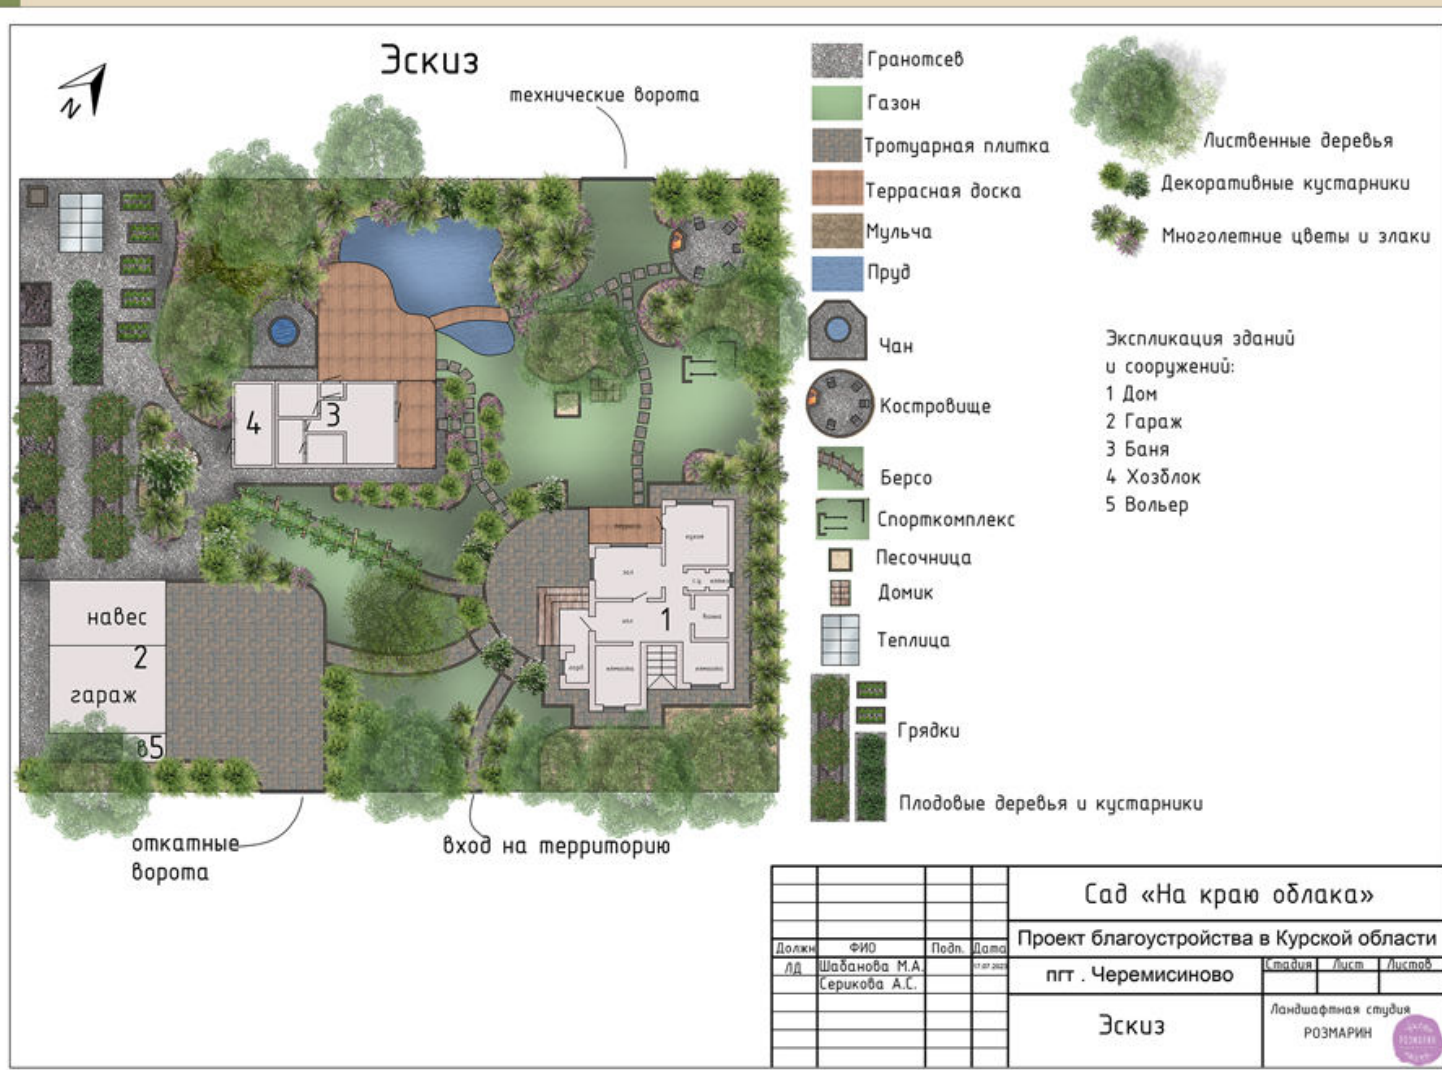 Эскиз
N
технические ворота
Гранотсев
Газон
Тротуарная плитка
Террасная доска
Мульча
Пруд
Чан
Костровище
Берсо
Спорткомплекс
Песочница
Домик
Теплица
Грядки
Плодовые деревья и кустарники
Лиственные деревья
Декоративные кустарники
Многолетние цветы и злаки
Экспликация зданий
и сооружений:
1 Дом
2 Гараж
3 Баня
4 Хозблок
5 Вольер
4
3
1
навес
2
гараж
в5
откатные
ворота
вход на территорию
Сад «На краю облака»
Проект благоустройства в Курской области
Должн ФИО Подп. Дата
ЛД Шабанова М.А.
Серикова А.С.
пгт . Черемисиново
Стадия Лист Листов
Эскиз
Ландшафтная студия
РОЗМАРИН